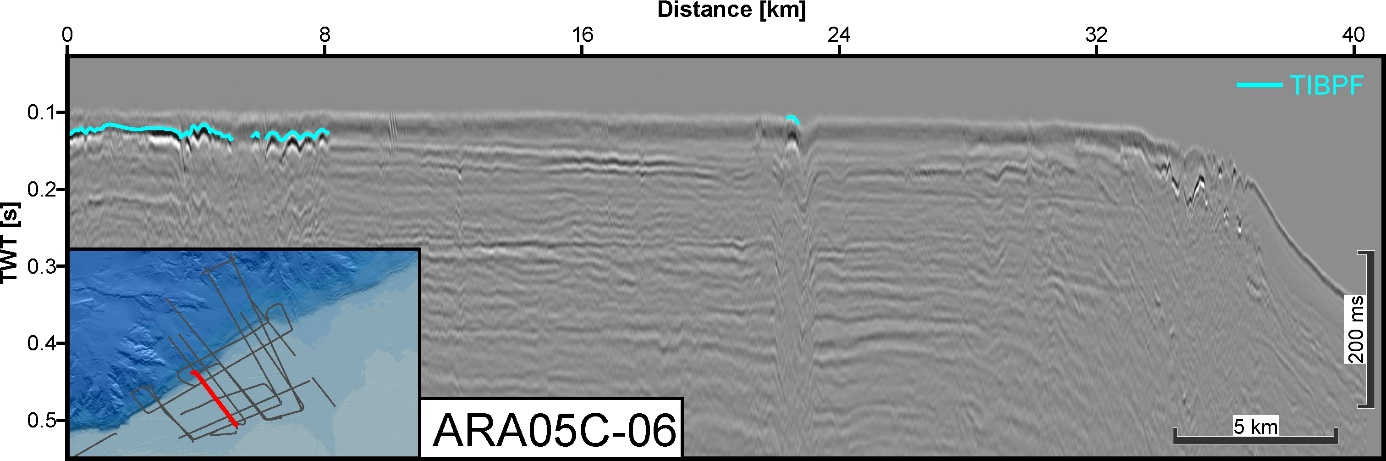 Distance [km]
0 8 16 24 32 40
TIBPF
TWT [s]
0.1
0.2
0.3
0.4
0.5
200 ms
5 km
ARA05C-06